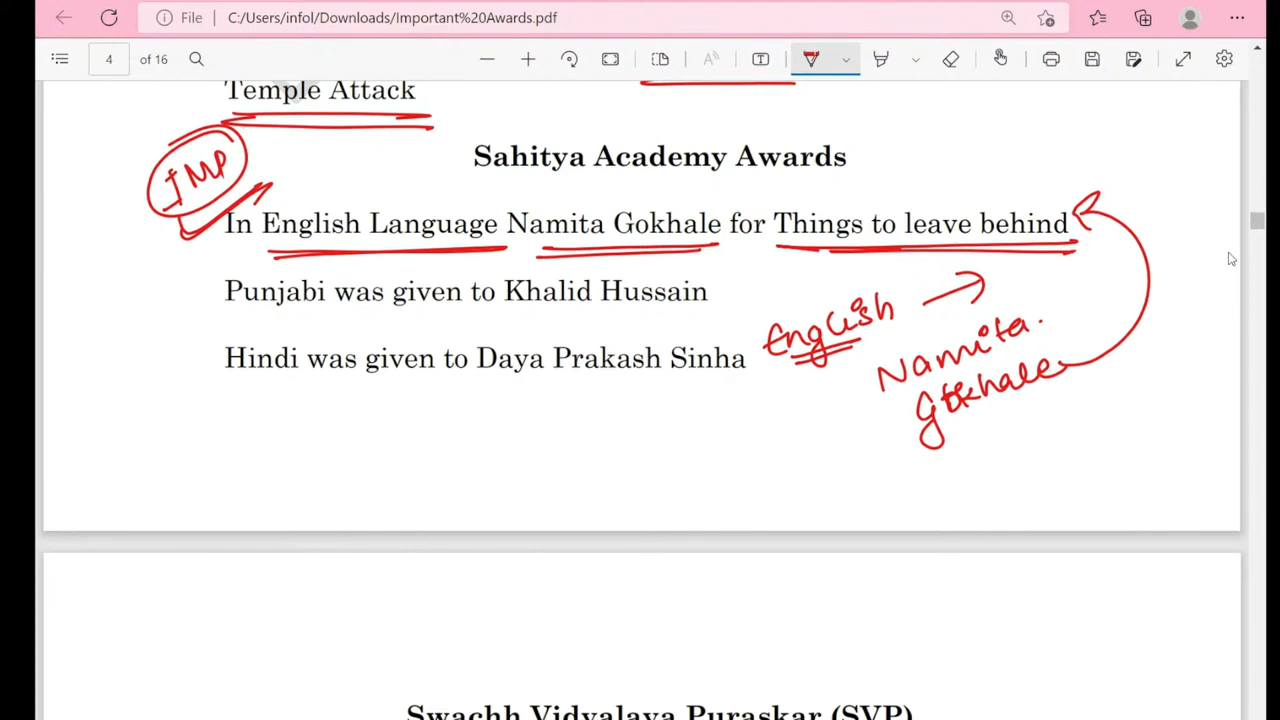 File C:/Users/infol/Downloads/Important%20Awards.pdf
4 of 16
Temple Attack
IMP
Sahitya Academy Awards
In English Language Namita Gokhale for Things to leave behind
Punjabi was given to Khalid Hussain
English
Namita.
Gokhale
Hindi was given to Daya Prakash Sinha
Swachh Vidyalaya Puraskar (SVP)